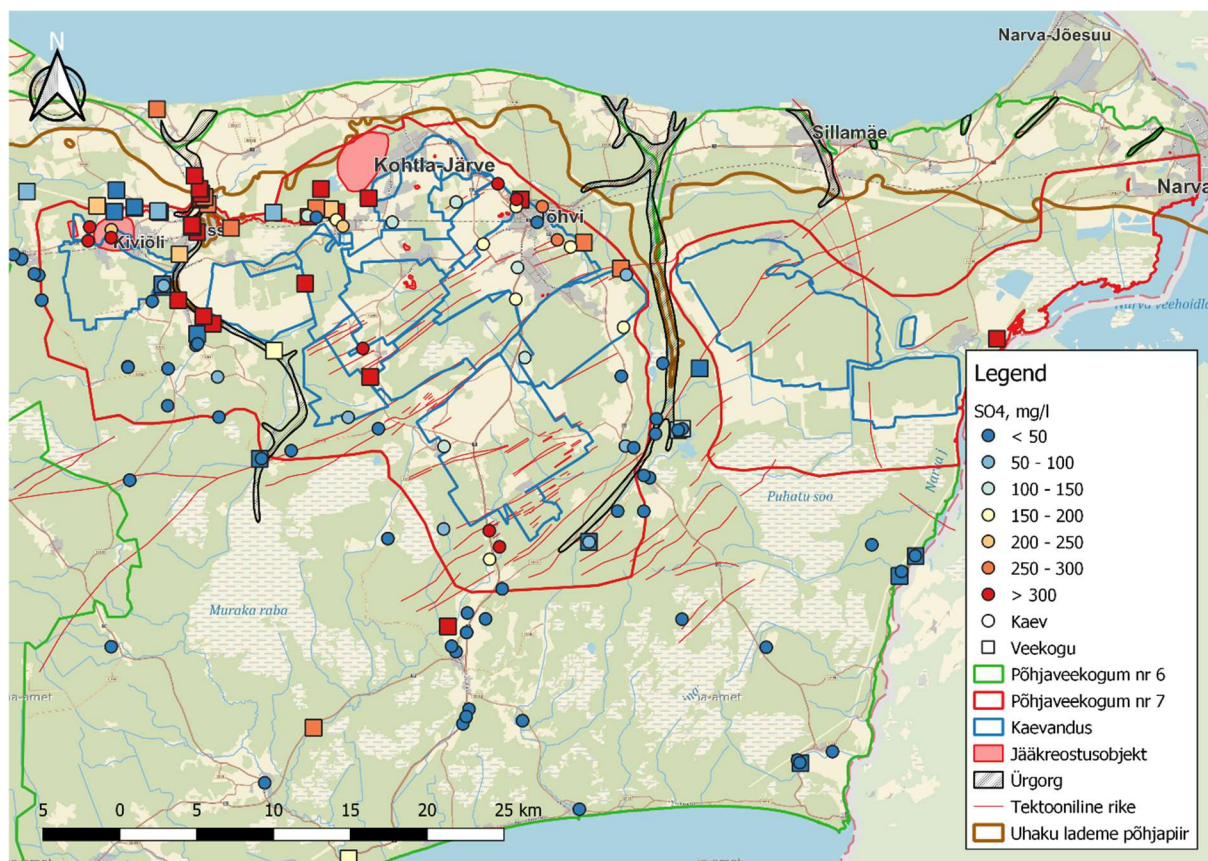 N
Narva-Jõesuu
Sillamäe
Kohtla-Järve
Narva
Jõhvi
Kiviõli
Narva veehoidla
Puhatu soo
Narva j
Muraka raba
5 0 5 10 15 20 25 km
Legend
SO4, mg/l
< 50
50 - 100
100 - 150
150 - 200
200 - 250
250 - 300
> 300
Kaev
Veekogu
Põhjaveekogum nr 6
Põhjaveekogum nr 7
Kaevandus
Jääkreostusobjekt
Ürgorg
Tektooniline rike
Uhaku lademe põhjapiir